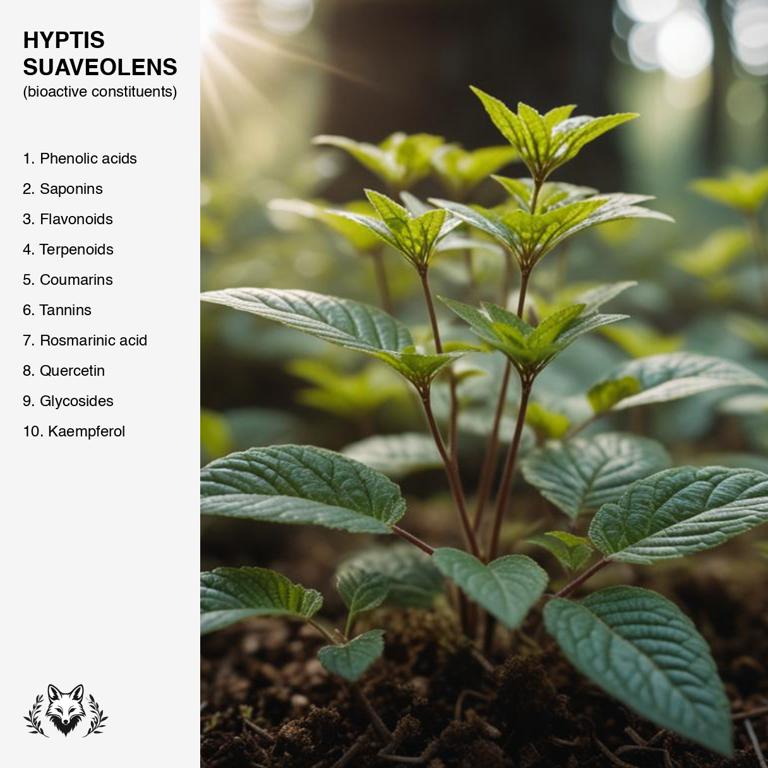 HYPTIS
SUAVEOLENS
(bioactive constituents)
1. Phenolic acids
2. Saponins
3. Flavonoids
4. Terpenoids
5. Coumarins
6. Tannins
7. Rosmarinic acid
8. Quercetin
9. Glycosides
10. Kaempferol